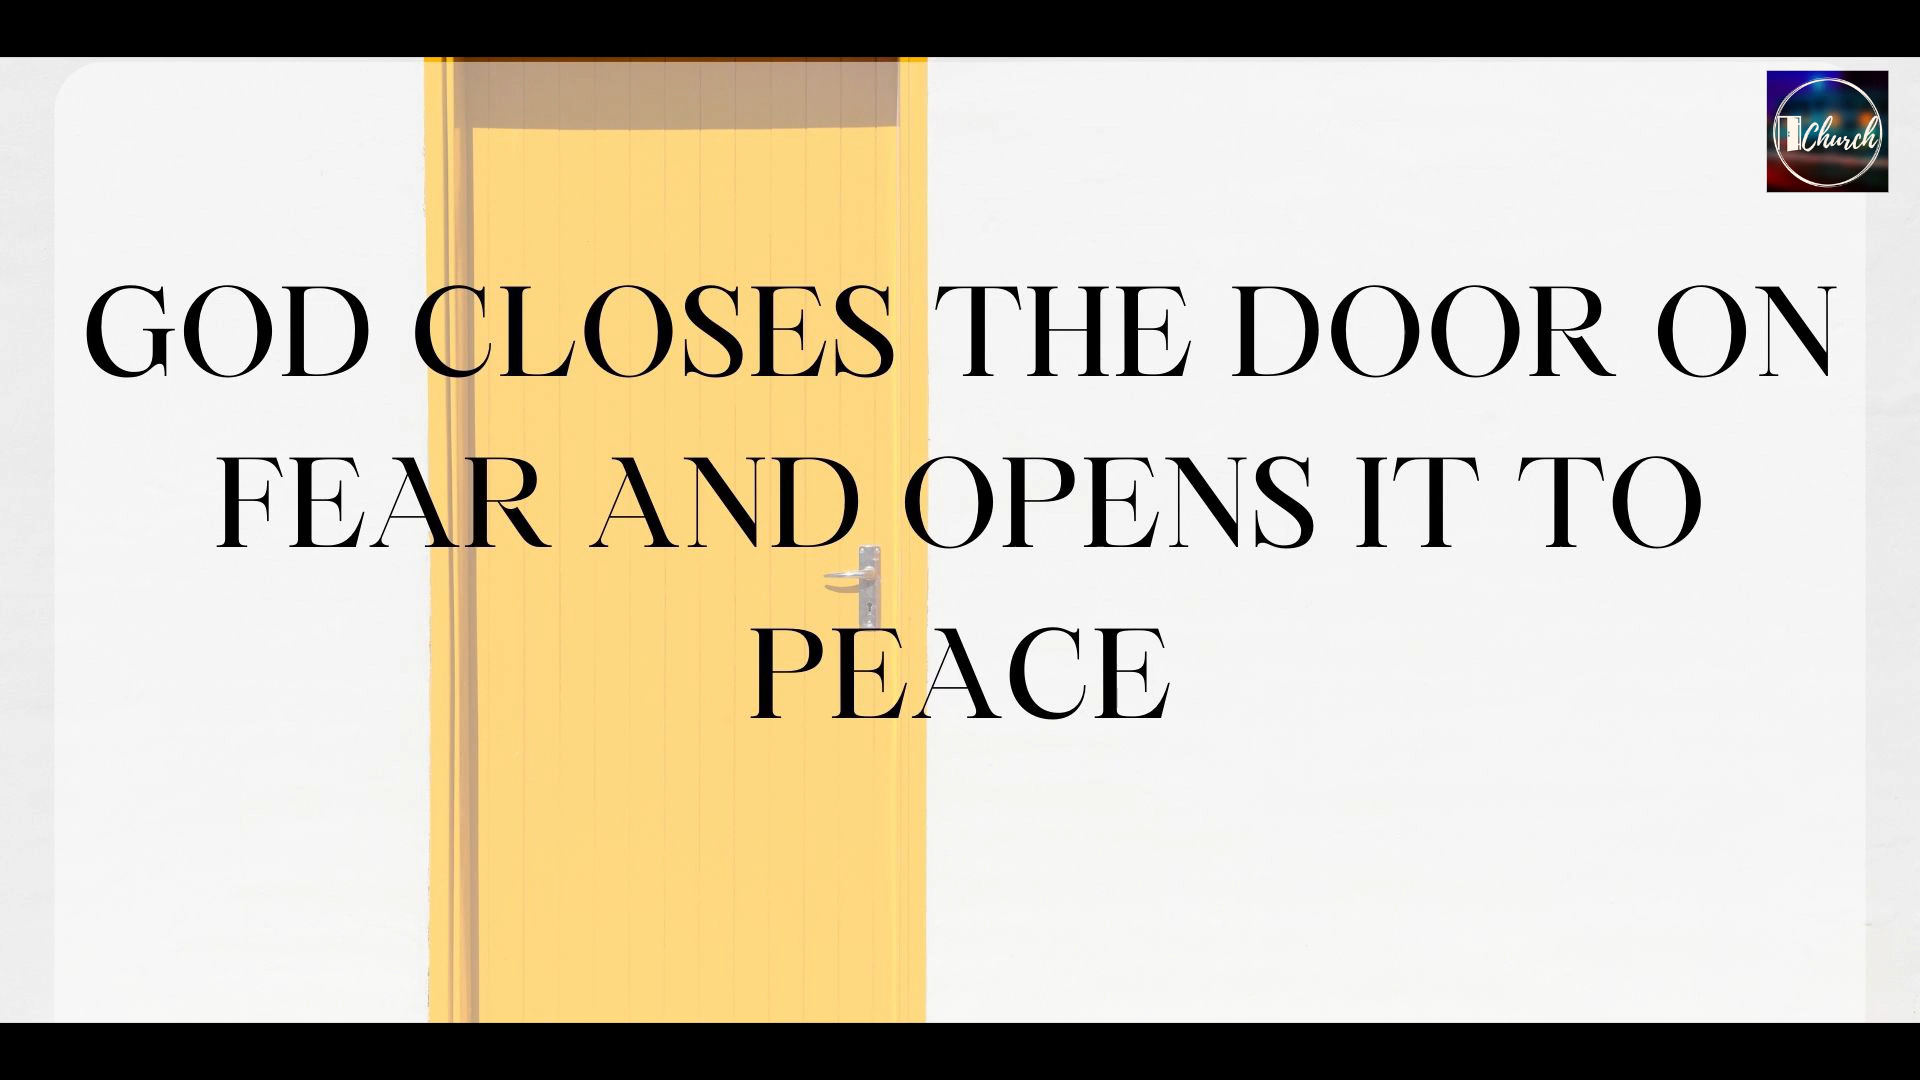 Church
GOD CLOSES THE DOOR ON
FEAR AND OPENS IT TO
PEACE